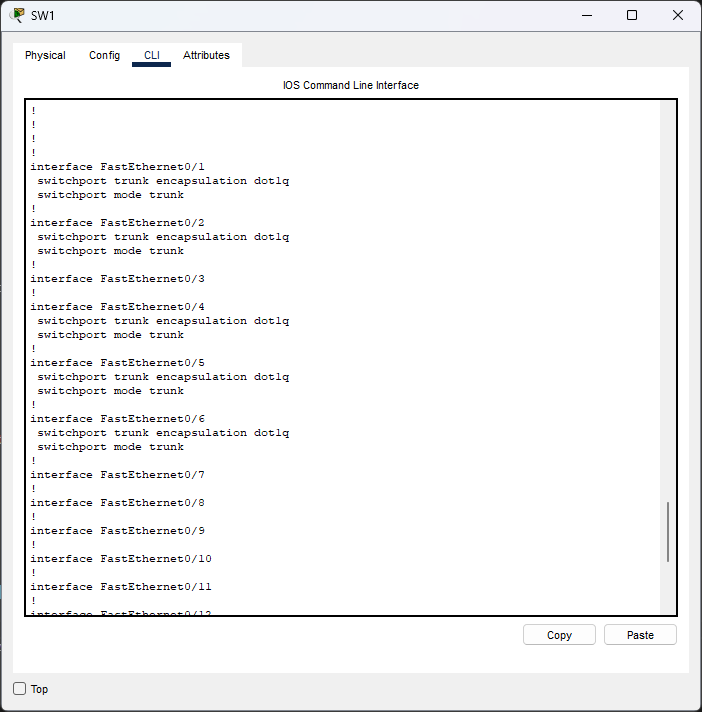 SW1
Physical Config CLI Attributes
IOS Command Line Interface
!
!
!
!
interface FastEthernet0/1
 switchport trunk encapsulation dot1q
 switchport mode trunk
!
interface FastEthernet0/2
 switchport trunk encapsulation dot1q
 switchport mode trunk
!
interface FastEthernet0/3
!
interface FastEthernet0/4
 switchport trunk encapsulation dot1q
 switchport mode trunk
!
interface FastEthernet0/5
 switchport trunk encapsulation dot1q
 switchport mode trunk
!
interface FastEthernet0/6
 switchport trunk encapsulation dot1q
 switchport mode trunk
!
interface FastEthernet0/7
!
interface FastEthernet0/8
!
interface FastEthernet0/9
!
interface FastEthernet0/10
!
interface FastEthernet0/11
!
interface FastEthernet0/12
Copy Paste
Top